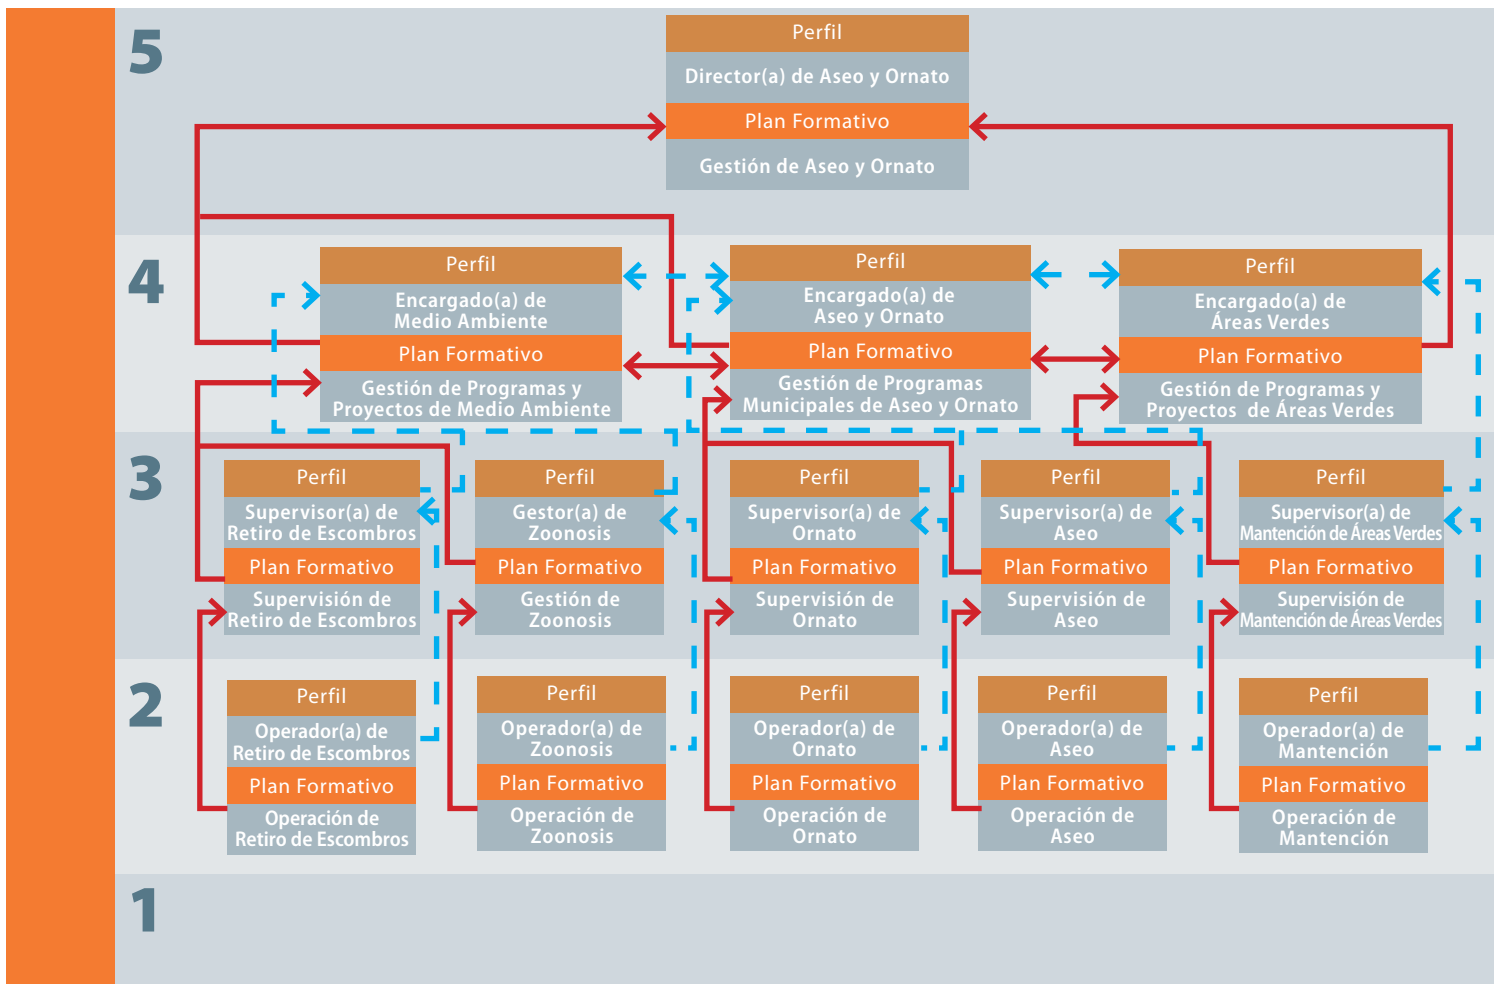 5
Perfil
Director(a) de Aseo y Ornato
Plan Formativo
Gestión de Aseo y Ornato
4
Perfil
Encargado(a) de
Medio Ambiente
Plan Formativo
Gestión de Programas y
Proyectos de Medio Ambiente
Perfil
Encargado(a) de
Aseo y Ornato
Plan Formativo
Gestión de Programas
Municipales de Aseo y Ornato
Perfil
Encargado(a) de
Áreas Verdes
Plan Formativo
Gestión de Programas y
Proyectos de Áreas Verdes
3
Perfil
Supervisor(a) de
Retiro de Escombros
Plan Formativo
Supervisión de
Retiro de Escombros
Perfil
Gestor(a) de
Zoonosis
Plan Formativo
Gestión de
Zoonosis
Perfil
Supervisor(a) de
Ornato
Plan Formativo
Supervisión de
Ornato
Perfil
Supervisor(a) de
Aseo
Plan Formativo
Supervisión de
Aseo
Perfil
Supervisor(a) de
Mantención de Áreas Verdes
Plan Formativo
Supervisión de
Mantención de Áreas Verdes
2
Perfil
Operador(a) de
Retiro de Escombros
Plan Formativo
Operación de
Retiro de Escombros
Perfil
Operador(a) de
Zoonosis
Plan Formativo
Operación de
Zoonosis
Perfil
Operador(a) de
Ornato
Plan Formativo
Operación de
Ornato
Perfil
Operador(a) de
Aseo
Plan Formativo
Operación de
Aseo
Perfil
Operador(a) de
Mantención
Plan Formativo
Operación de
Mantención
1